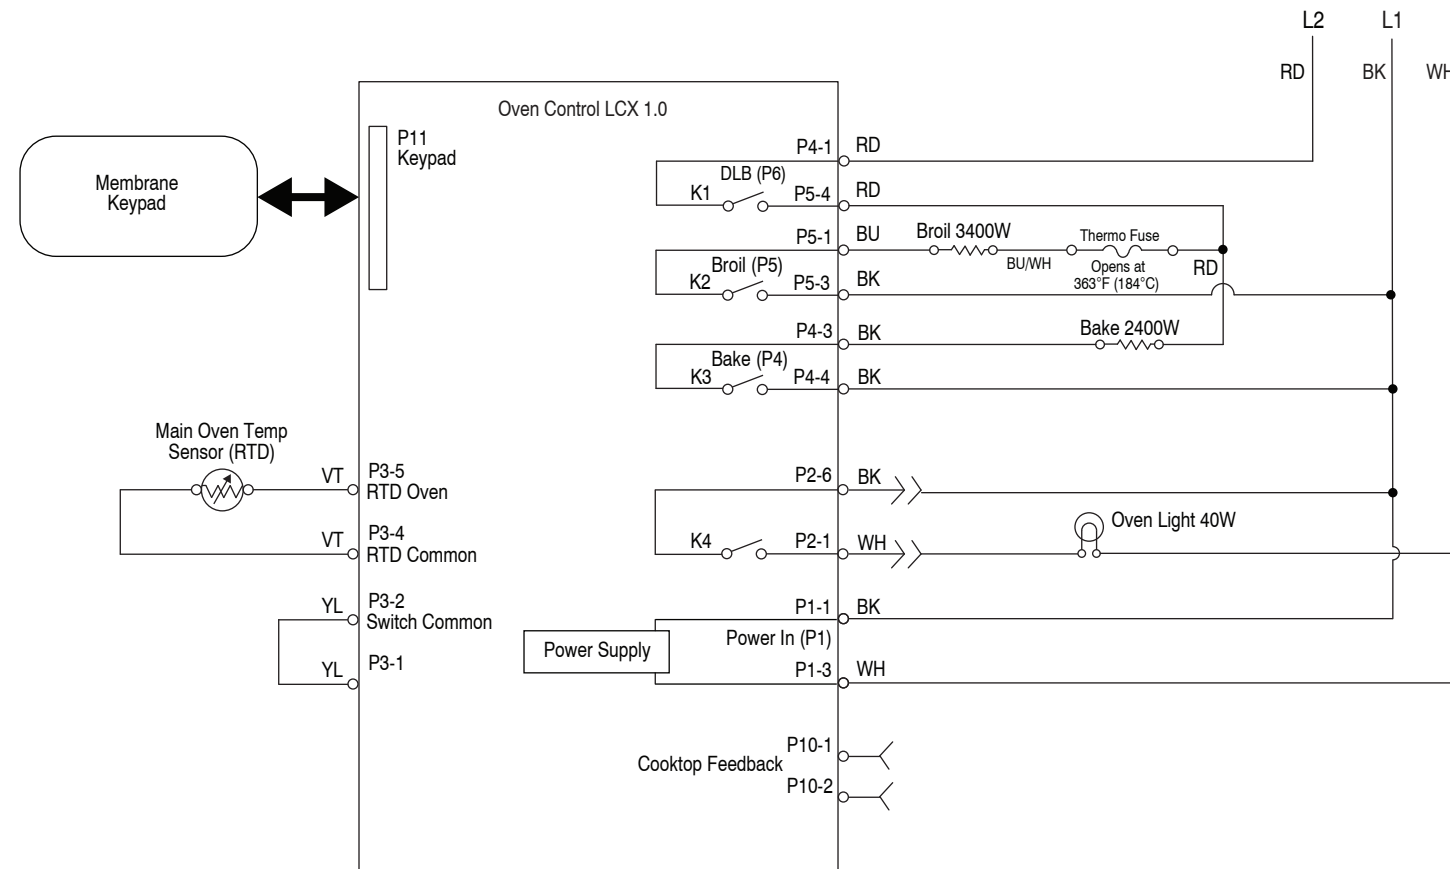 L2 L1
RD BK WH
Oven Control LCX 1.0
P11
Keypad
Membrane
Keypad
P4-1 RD
DLB (P6)
K1 P5-4 RD
P5-1 BU Broil 3400W Thermo Fuse
BU/WH Opens at
363°F (184°C)
RD
Broil (P5)
K2 P5-3 BK
P4-3 BK Bake 2400W
Bake (P4)
K3 P4-4 BK
Main Oven Temp
Sensor (RTD)
VT P3-5
RTD Oven
P2-6 BK
Oven Light 40W
VT P3-4
RTD Common
K4 P2-1 WH
YL P3-2
Switch Common
P1-1 BK
Power In (P1)
Power Supply
YL P3-1
P1-3 WH
P10-1
Cooktop Feedback
P10-2